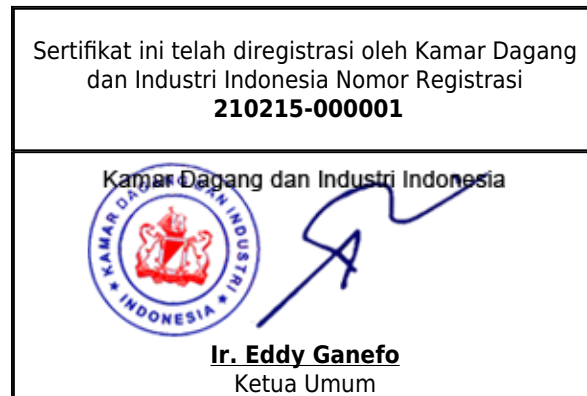 Sertifikat ini telah diregistrasi oleh Kamar Dagang
dan Industri Indonesia Nomor Registrasi
210215-000001
Kamar Dagang dan Industri Indonesia
KAMAR DAGANG DAN INDUSTRI
INDONESIA
Ir. Eddy Ganefo
Ketua Umum